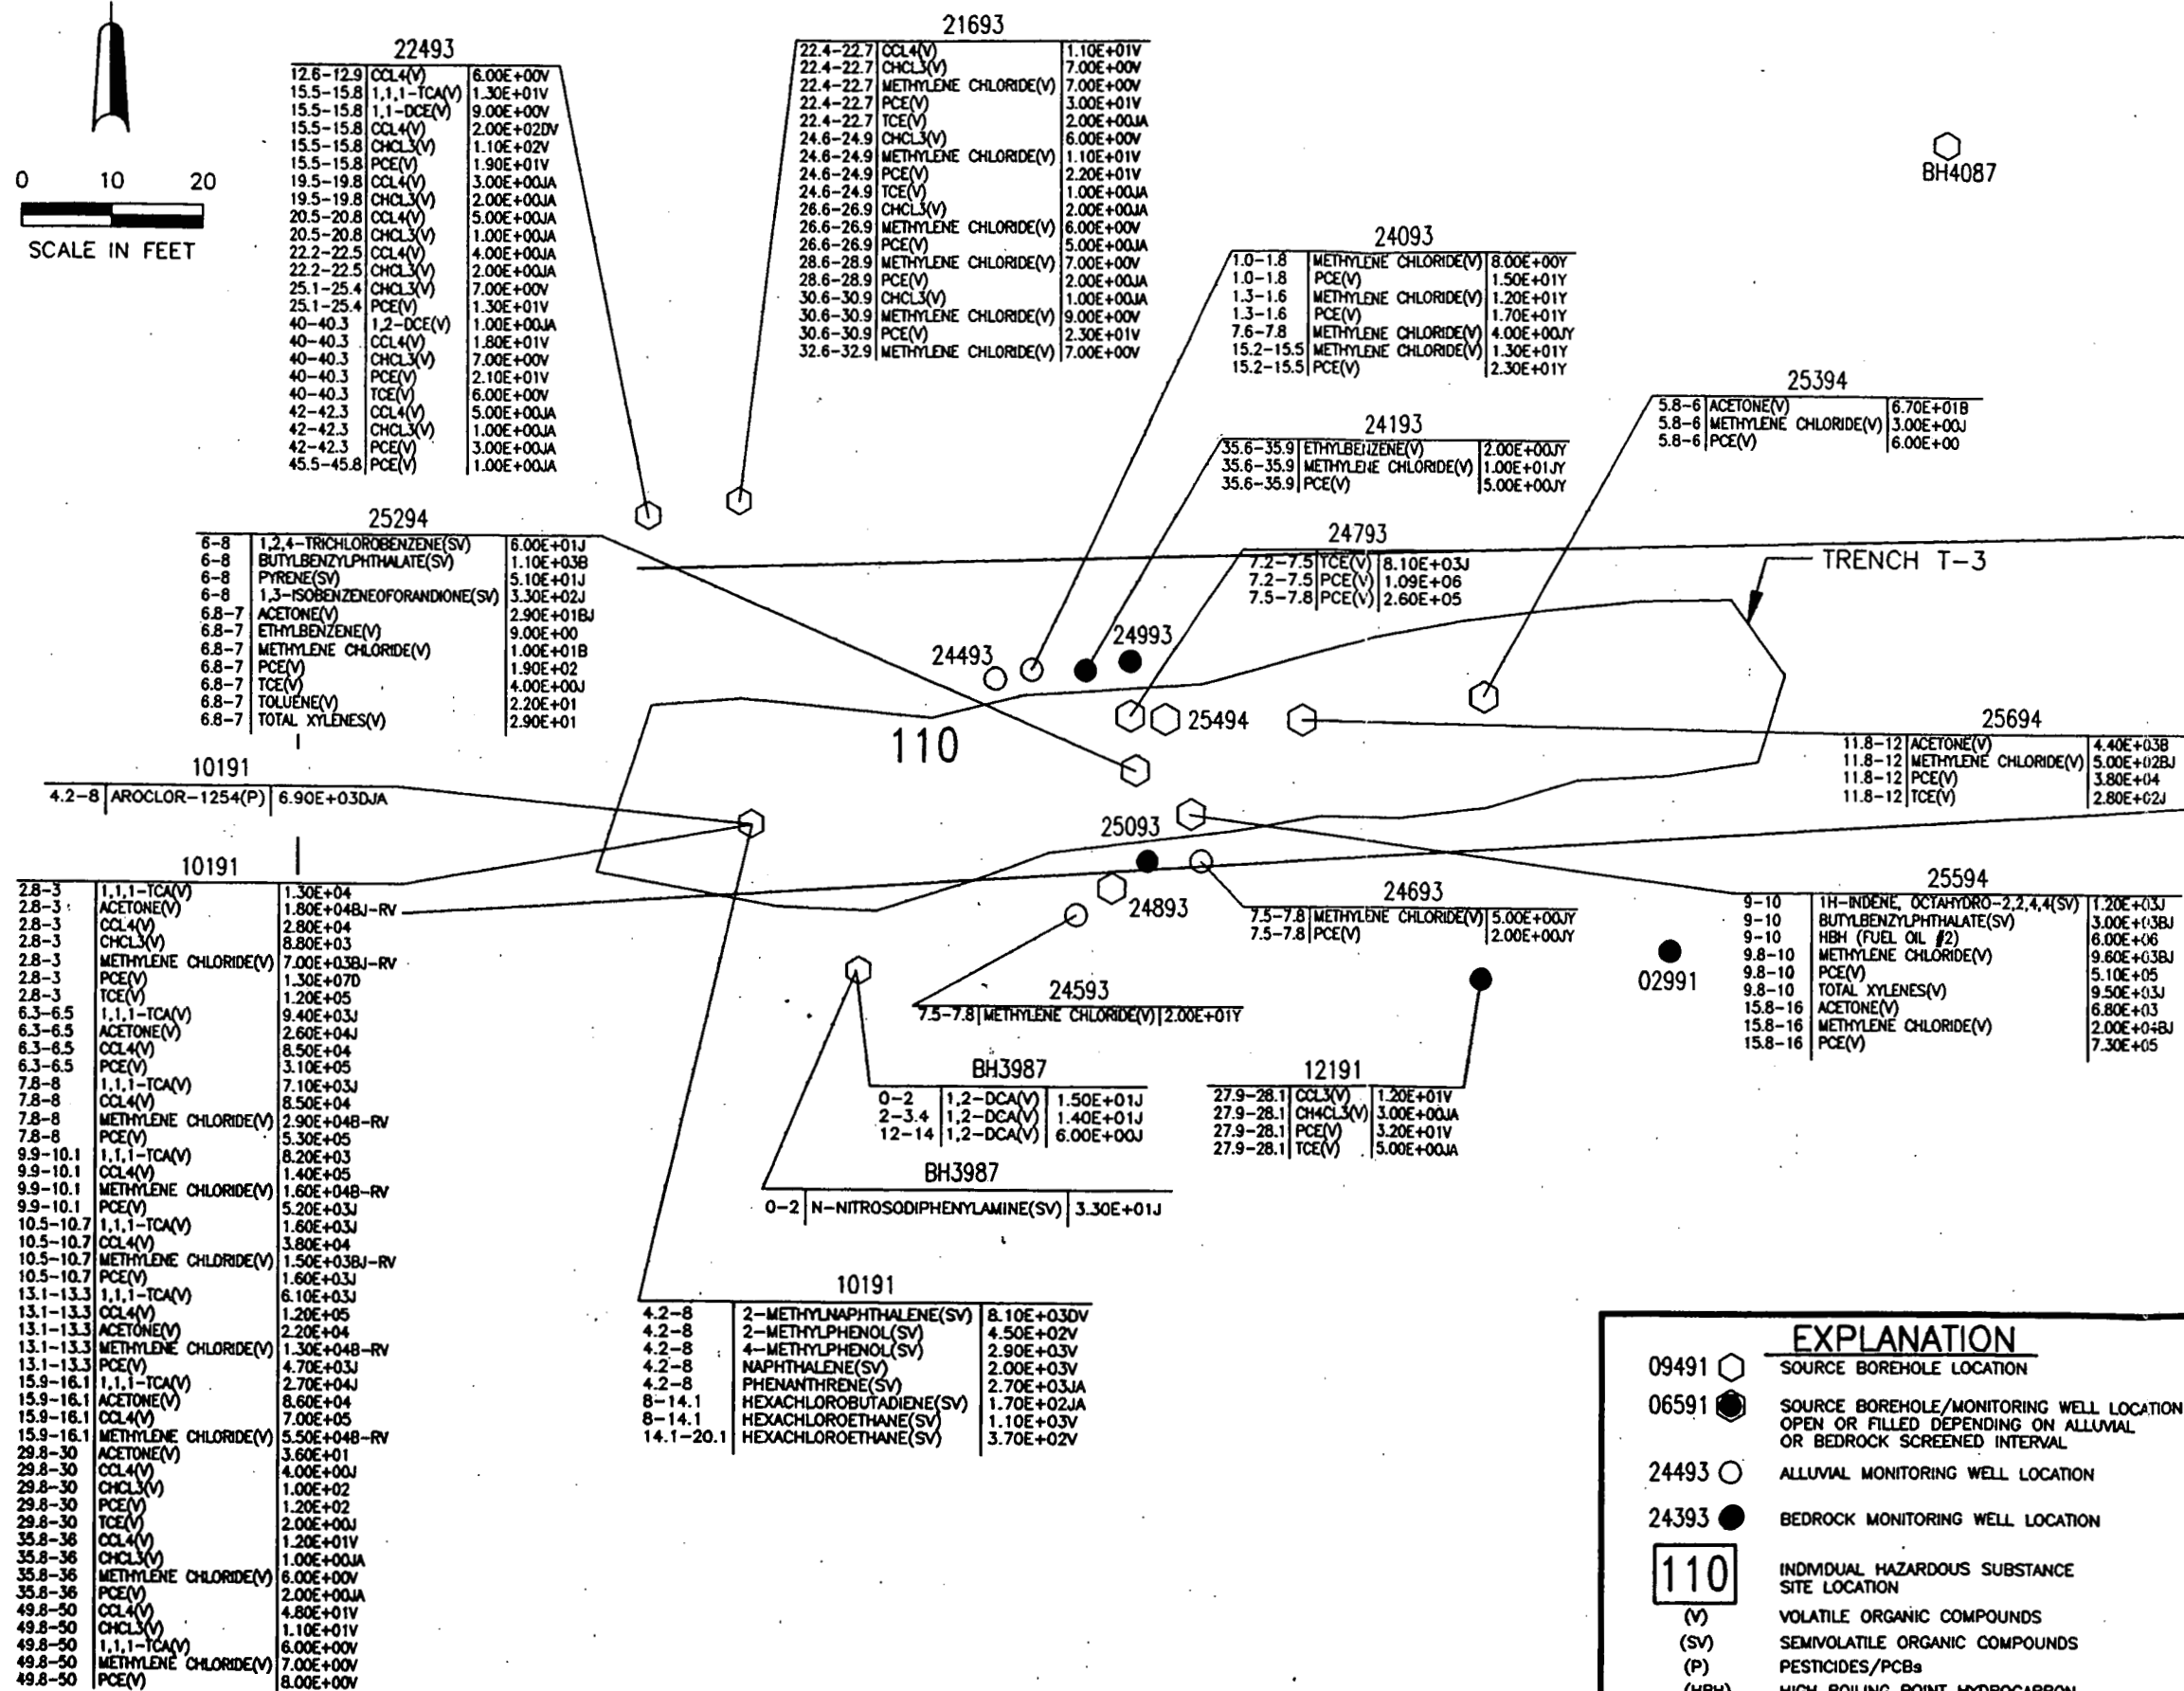 0 10 20
SCALE IN FEET
22493
12.6-12.9 CCL4(V) 6.00E+00V
15.5-15.8 1,1,1-TCA(V) 1.30E+01V
15.5-15.8 1,1-DCE(V) 9.00E+00V
15.5-15.8 CCL4(V) 2.00E+02DV
15.5-15.8 CHCL3(V) 1.10E+02V
15.5-15.8 PCE(V) 1.90E+01V
19.5-19.8 CCL4(V) 3.00E+00JA
19.5-19.8 CHCL3(V) 2.00E+00JA
20.5-20.8 CCL4(V) 5.00E+00JA
20.5-20.8 CHCL3(V) 1.00E+00JA
22.2-22.5 CCL4(V) 4.00E+00JA
22.2-22.5 CHCL3(V) 2.00E+00JA
25.1-25.4 CHCL3(V) 7.00E+00V
25.1-25.4 PCE(V) 1.30E+01V
40-40.3 1,2-DCE(V) 1.00E+00JA
40-40.3 CCL4(V) 1.80E+01V
40-40.3 CHCL3(V) 7.00E+00V
40-40.3 PCE(V) 2.10E+01V
40-40.3 TCE(V) 6.00E+00V
42-42.3 CCL4(V) 5.00E+00JA
42-42.3 CHCL3(V) 1.00E+00JA
42-42.3 PCE(V) 3.00E+00JA
45.5-45.8 PCE(V) 1.00E+00JA
21693
22.4-22.7 CCL4(V) 1.10E+01V
22.4-22.7 CHCL3(V) 7.00E+00V
22.4-22.7 METHYLENE CHLORIDE(V) 7.00E+00V
22.4-22.7 PCE(V) 3.00E+01V
22.4-22.7 TCE(V) 2.00E+00JA
24.6-24.9 CHCL3(V) 6.00E+00V
24.6-24.9 METHYLENE CHLORIDE(V) 1.10E+01V
24.6-24.9 PCE(V) 2.20E+01V
24.6-24.9 TCE(V) 1.00E+00JA
26.6-26.9 CHCL3(V) 2.00E+00JA
26.6-26.9 METHYLENE CHLORIDE(V) 6.00E+00V
26.6-26.9 PCE(V) 5.00E+00JA
28.6-28.9 METHYLENE CHLORIDE(V) 7.00E+00V
28.6-28.9 PCE(V) 2.00E+00JA
30.6-30.9 CHCL3(V) 1.00E+00JA
30.6-30.9 METHYLENE CHLORIDE(V) 9.00E+00V
30.6-30.9 PCE(V) 2.30E+01V
32.6-32.9 METHYLENE CHLORIDE(V) 7.00E+00V
BH4087
24093
1.0-1.8 METHYLENE CHLORIDE(V) 8.00E+00Y
1.0-1.8 PCE(V) 1.50E+01Y
1.3-1.6 METHYLENE CHLORIDE(V) 1.20E+01Y
1.3-1.6 PCE(V) 1.70E+01Y
7.6-7.8 METHYLENE CHLORIDE(V) 4.00E+00JY
15.2-15.5 METHYLENE CHLORIDE(V) 1.30E+01Y
15.2-15.5 PCE(V) 2.30E+01Y
25394
5.8-6 ACETONE(V) 6.70E+01B
5.8-6 METHYLENE CHLORIDE(V) 3.00E+00J
5.8-6 PCE(V) 6.00E+00
24193
35.6-35.9 ETHYLBENZENE(V) 2.00E+00JY
35.6-35.9 METHYLENE CHLORIDE(V) 1.00E+01JY
35.6-35.9 PCE(V) 5.00E+00JY
25294
6-8 1,2,4-TRICHLOROBENZENE(SV) 6.00E+01J
6-8 BUTYLBENZYLPHTHALATE(SV) 1.10E+03B
6-8 PYRENE(SV) 5.10E+01J
6-8 1,3-ISOBENZENEOFORANDIONE(SV) 3.30E+02J
6.8-7 ACETONE(V) 2.90E+01BJ
6.8-7 ETHYLBENZENE(V) 9.00E+00
6.8-7 METHYLENE CHLORIDE(V) 1.00E+01B
6.8-7 PCE(V) 1.90E+02
6.8-7 TCE(V) 4.00E+00J
6.8-7 TOLUENE(V) 2.20E+01
6.8-7 TOTAL XYLENES(V) 2.90E+01
24793
7.2-7.5 TCE(V) 8.10E+03J
7.2-7.5 PCE(V) 1.09E+06
7.5-7.8 PCE(V) 2.60E+05
TRENCH T-3
24493
24993
25494
110
25694
11.8-12 ACETONE(V) 4.40E+03B
11.8-12 METHYLENE CHLORIDE(V) 5.00E+02BJ
11.8-12 PCE(V) 3.80E+04
11.8-12 TCE(V) 2.80E+02J
10191
4.2-8 AROCLOR-1254(P) 6.90E+03DJA
25093
24893
10191
2.8-3 1,1,1-TCA(V) 1.30E+04
2.8-3 ACETONE(V) 1.80E+04BJ-RV
2.8-3 CCL4(V) 2.80E+04
2.8-3 CHCL3(V) 8.80E+03
2.8-3 METHYLENE CHLORIDE(V) 7.00E+03BJ-RV
2.8-3 PCE(V) 1.30E+07D
2.8-3 TCE(V) 1.20E+05
6.3-6.5 1,1,1-TCA(V) 9.40E+03J
6.3-6.5 ACETONE(V) 2.60E+04J
6.3-6.5 CCL4(V) 8.50E+04
6.3-6.5 PCE(V) 3.10E+05
7.8-8 1,1,1-TCA(V) 7.10E+03J
7.8-8 CCL4(V) 8.50E+04
7.8-8 METHYLENE CHLORIDE(V) 2.90E+04B-RV
7.8-8 PCE(V) 5.30E+05
9.9-10.1 1,1,1-TCA(V) 8.20E+03
9.9-10.1 CCL4(V) 1.40E+05
9.9-10.1 METHYLENE CHLORIDE(V) 1.60E+04B-RV
9.9-10.1 PCE(V) 5.20E+03J
10.5-10.7 1,1,1-TCA(V) 1.60E+03J
10.5-10.7 CCL4(V) 3.80E+04
10.5-10.7 METHYLENE CHLORIDE(V) 1.50E+03BJ-RV
10.5-10.7 PCE(V) 1.60E+03J
13.1-13.3 1,1,1-TCA(V) 6.10E+03J
13.1-13.3 CCL4(V) 1.20E+05
13.1-13.3 ACETONE(V) 2.20E+04
13.1-13.3 METHYLENE CHLORIDE(V) 1.30E+04B-RV
13.1-13.3 PCE(V) 4.70E+03J
15.9-16.1 1,1,1-TCA(V) 2.70E+04J
15.9-16.1 ACETONE(V) 8.60E+04
15.9-16.1 CCL4(V) 7.00E+05
15.9-16.1 METHYLENE CHLORIDE(V) 5.50E+04B-RV
29.8-30 ACETONE(V) 3.60E+01
29.8-30 CCL4(V) 4.00E+00J
29.8-30 CHCL3(V) 1.00E+02
29.8-30 PCE(V) 1.20E+02
29.8-30 TCE(V) 2.00E+00J
35.8-36 CCL4(V) 1.20E+01V
35.8-36 CHCL3(V) 1.00E+00JA
35.8-36 METHYLENE CHLORIDE(V) 6.00E+00V
35.8-36 PCE(V) 2.00E+00JA
49.8-50 CCL4(V) 4.80E+01V
49.8-50 CHCL3(V) 1.10E+01V
49.8-50 1,1,1-TCA(V) 6.00E+00V
49.8-50 METHYLENE CHLORIDE(V) 7.00E+00V
49.8-50 PCE(V) 8.00E+00V
24693
7.5-7.8 METHYLENE CHLORIDE(V) 5.00E+00JY
7.5-7.8 PCE(V) 2.00E+00JY
02991
25594
9-10 1H-INDENE, OCTAHYDRO-2,2,4,4(SV) 1.20E+03J
9-10 BUTYLBENZYLPHTHALATE(SV) 3.00E+03BJ
9-10 HBH (FUEL OIL #2) 6.00E+06
9.8-10 METHYLENE CHLORIDE(V) 9.60E+03BJ
9.8-10 PCE(V) 5.10E+05
9.8-10 TOTAL XYLENES(V) 9.50E+03J
15.8-16 ACETONE(V) 6.80E+03
15.8-16 METHYLENE CHLORIDE(V) 2.00E+04BJ
15.8-16 PCE(V) 7.30E+05
24593
7.5-7.8 METHYLENE CHLORIDE(V) 2.00E+01Y
BH3987
0-2 1,2-DCA(V) 1.50E+01J
2-3.4 1,2-DCA(V) 1.40E+01J
12-14 1,2-DCA(V) 6.00E+00J
12191
27.9-28.1 CCL3(V) 1.20E+01V
27.9-28.1 CH4CL3(V) 3.00E+00JA
27.9-28.1 PCE(V) 3.20E+01V
27.9-28.1 TCE(V) 5.00E+00JA
BH3987
0-2 N-NITROSODIPHENYLAMINE(SV) 3.30E+01J
10191
4.2-8 2-METHYLNAPHTHALENE(SV) 8.10E+03DV
4.2-8 2-METHYLPHENOL(SV) 4.50E+02V
4.2-8 4-METHYLPHENOL(SV) 2.90E+03V
4.2-8 NAPHTHALENE(SV) 2.00E+03V
4.2-8 PHENANTHRENE(SV) 2.70E+03JA
8-14.1 HEXACHLOROBUTADIENE(SV) 1.70E+02JA
8-14.1 HEXACHLOROETHANE(SV) 1.10E+03V
14.1-20.1 HEXACHLOROETHANE(SV) 3.70E+02V
EXPLANATION
09491 SOURCE BOREHOLE LOCATION
06591 SOURCE BOREHOLE/MONITORING WELL LOCATION
OPEN OR FILLED DEPENDING ON ALLUVIAL
OR BEDROCK SCREENED INTERVAL
24493 ALLUVIAL MONITORING WELL LOCATION
24393 BEDROCK MONITORING WELL LOCATION
110 INDIVIDUAL HAZARDOUS SUBSTANCE
SITE LOCATION
(V) VOLATILE ORGANIC COMPOUNDS
(SV) SEMIVOLATILE ORGANIC COMPOUNDS
(P) PESTICIDES/PCBs
(HBH) HIGH BOILING POINT HYDROCARBON